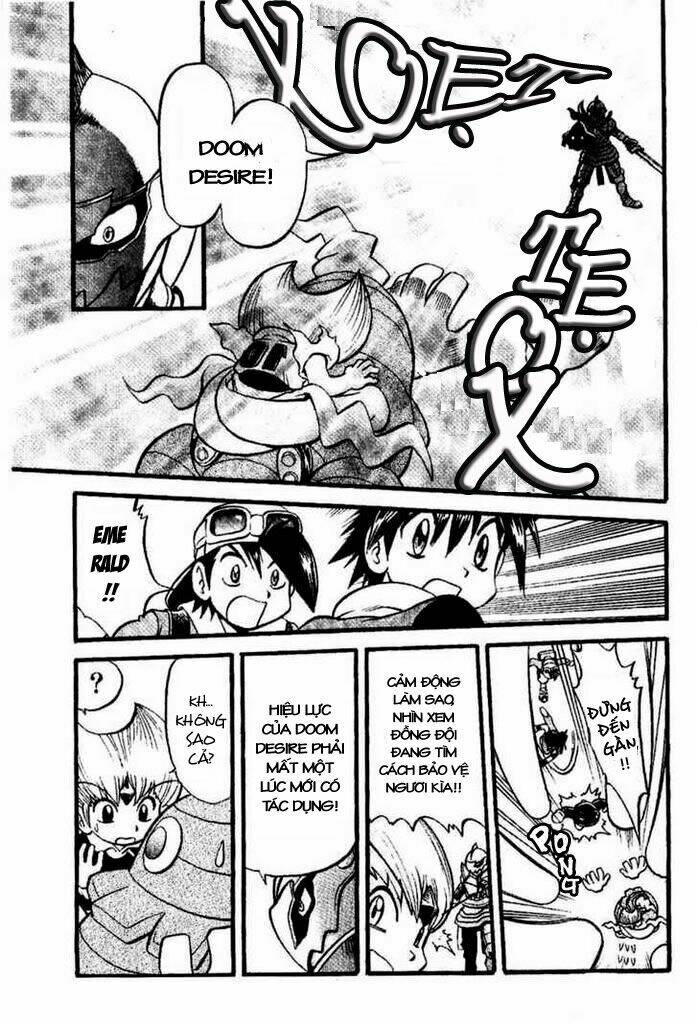 XOẸT
DOOM
DESIRE!
XOẸT
EME
RALD
!!
ĐỪNG
ĐẾN
GẦN
!!
PONG
CẢM ĐỘNG
LÀM SAO,
NHÌN XEM
ĐỒNG ĐỘI
ĐANG TÌM
CÁCH BẢO VỆ
NGƯƠI KÌA!!
HIỆU LỰC
CỦA DOOM
DESIRE PHẢI
MẤT MỘT
LÚC MỚI CÓ
TÁC DỤNG!
KH...
KHÔNG
SAO
CẢ?
?